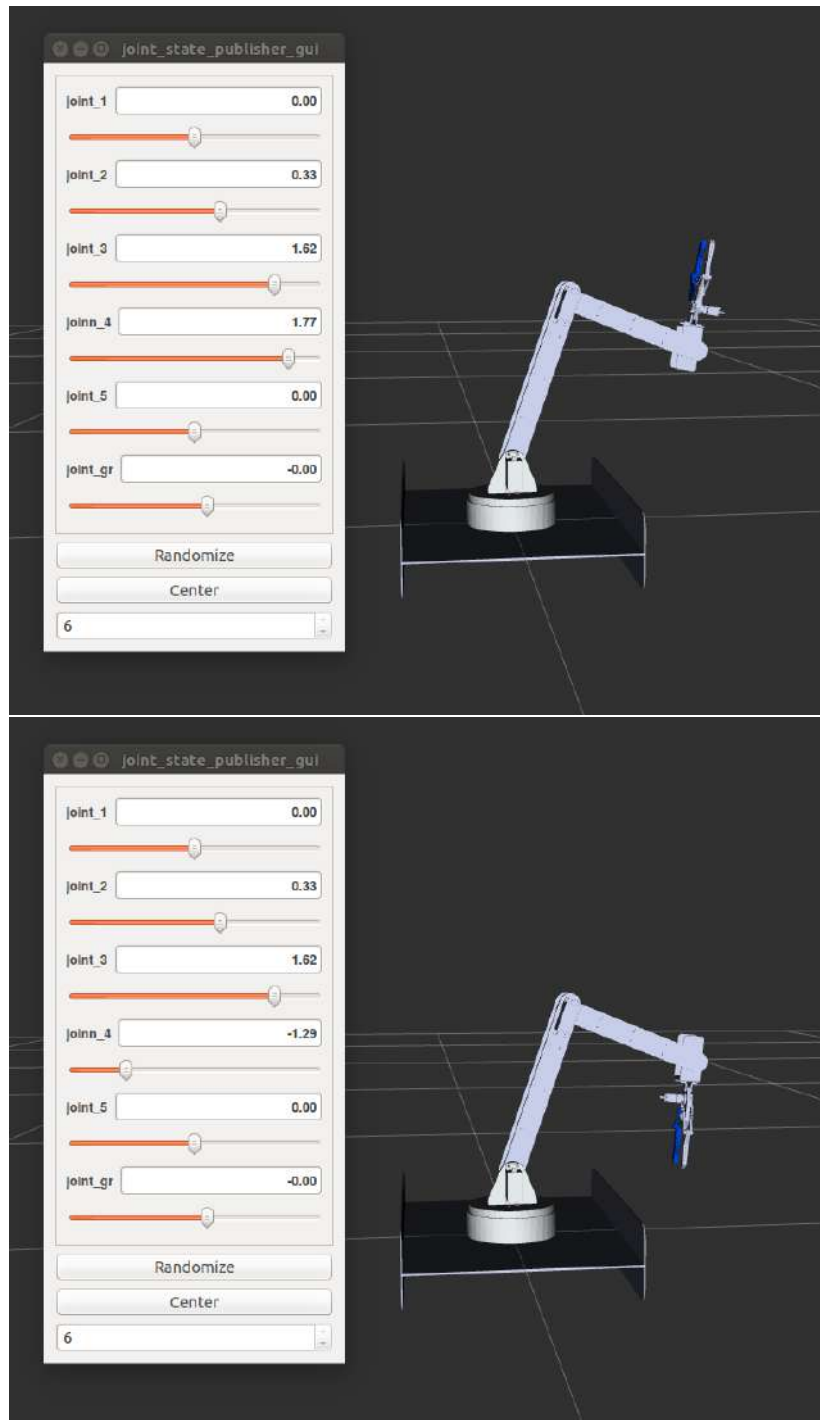 joint_state_publisher_gui
joint_1 0.00
joint_2 0.33
joint_3 1.62
joinn_4 1.77
joint_5 0.00
joint_gr -0.00
Randomize
Center
6
joint_state_publisher_gui
joint_1 0.00
joint_2 0.33
joint_3 1.62
joinn_4 -1.29
joint_5 0.00
joint_gr -0.00
Randomize
Center
6